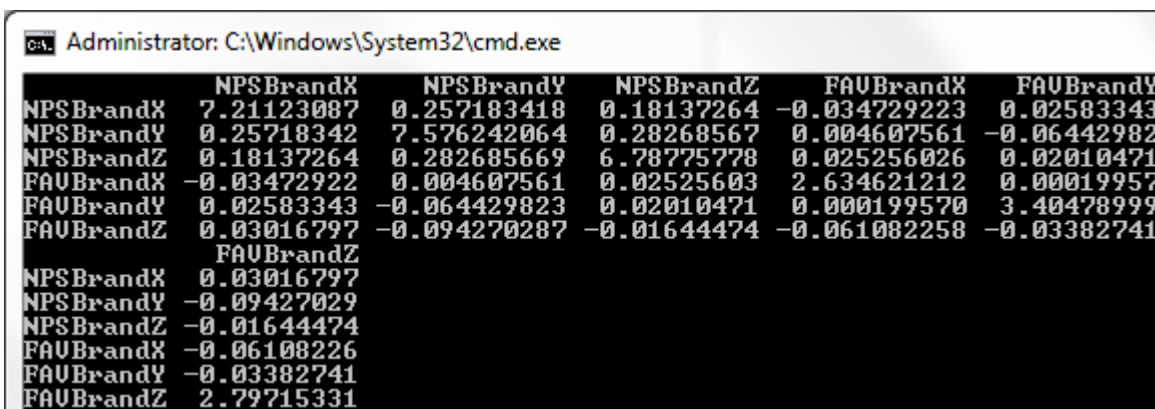 Administrator: C:\Windows\System32\cmd.exe
NPSBrandX NPSBrandY NPSBrandZ FAVBrandX FAVBrandY
NPSBrandX 7.21123087 0.257183418 0.18137264 -0.034729223 0.02583343
NPSBrandY 0.25718342 7.576242064 0.28268567 0.004607561 -0.06442982
NPSBrandZ 0.18137264 0.282685669 6.78775778 0.025256026 0.02010471
FAVBrandX -0.03472922 0.004607561 0.02525603 2.634621212 0.00019957
FAVBrandY 0.02583343 -0.064429823 0.02010471 0.000199570 3.40478999
FAVBrandZ 0.03016797 -0.094270287 -0.01644474 -0.061082258 -0.03382741
FAVBrandZ
NPSBrandX 0.03016797
NPSBrandY -0.09427029
NPSBrandZ -0.01644474
FAVBrandX -0.06108226
FAVBrandY -0.03382741
FAVBrandZ 2.79715331